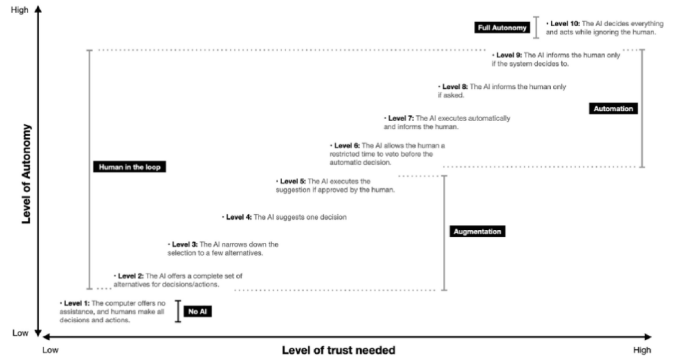 High
Full Autonomy
• Level 10: The AI decides everything
and acts while ignoring the human.
• Level 9: The AI informs the human only
if the system decides to.
• Level 8: The AI informs the human only
if asked.
Automation
• Level 7: The AI executes automatically
and informs the human.
• Level 6: The AI allows the human a
restricted time to veto before the
automatic decision.
Human in the loop
• Level 5: The AI executes the
suggestion if approved by the human.
• Level 4: The AI suggests one decision
Augmentation
• Level 3: The AI narrows down the
selection to a few alternatives.
• Level 2: The AI offers a complete set of
alternatives for decisions/actions.
• Level 1: The computer offers no
assistance, and humans make all
decisions and actions.
No AI
Level of Autonomy
Low
Low
Level of trust needed
High